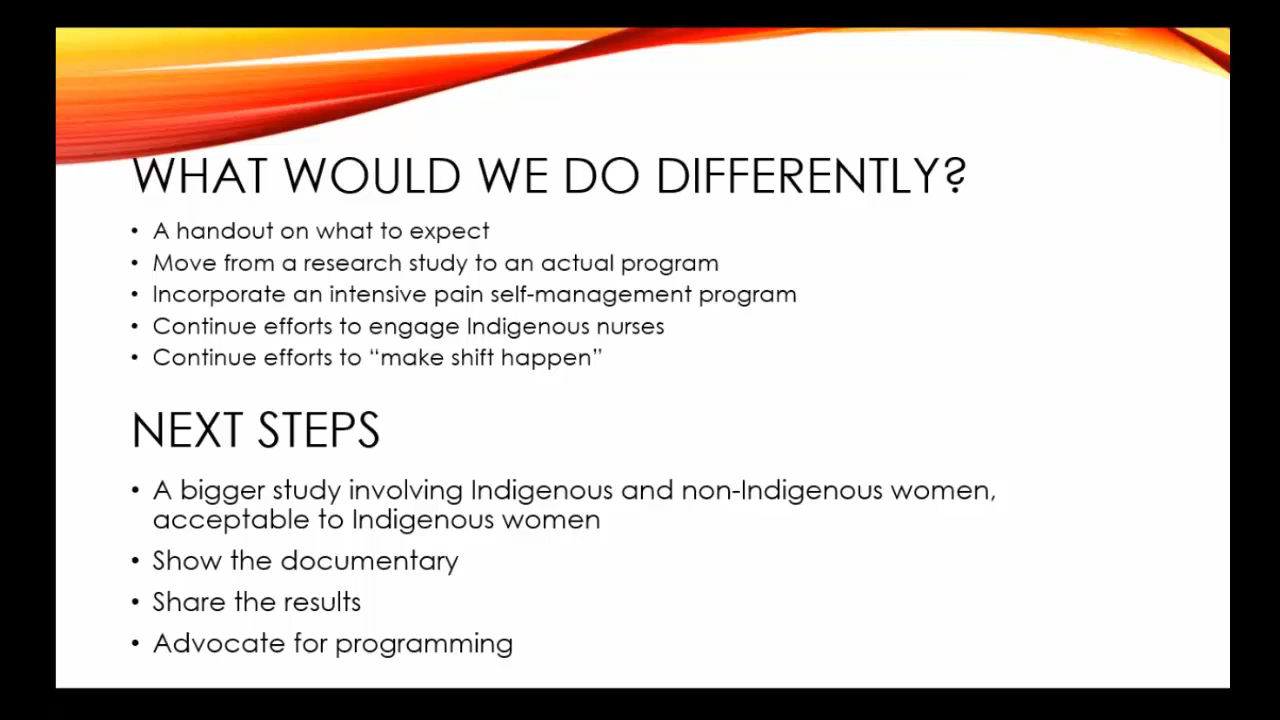 WHAT WOULD WE DO DIFFERENTLY?
• A handout on what to expect
• Move from a research study to an actual program
• Incorporate an intensive pain self-management program
• Continue efforts to engage Indigenous nurses
• Continue efforts to “make shift happen”
NEXT STEPS
• A bigger study involving Indigenous and non-Indigenous women,
acceptable to Indigenous women
• Show the documentary
• Share the results
• Advocate for programming